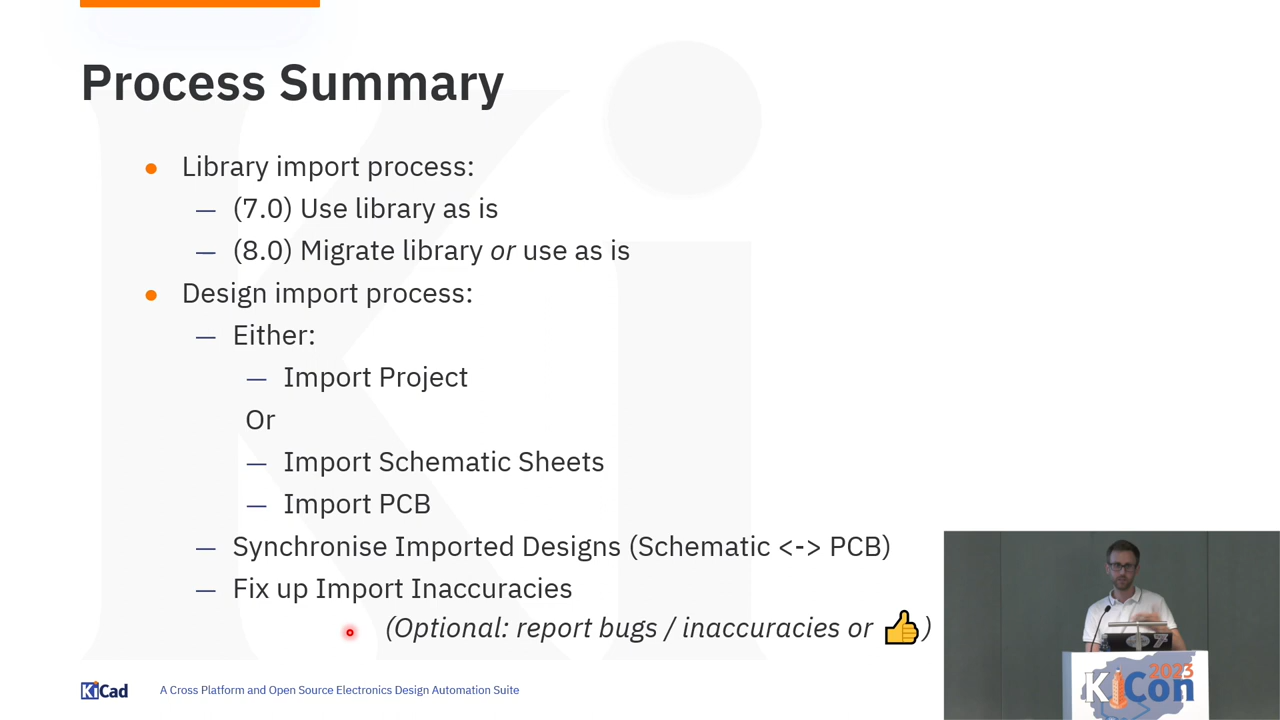 Process Summary
● Library import process:
— (7.0) Use library as is
— (8.0) Migrate library or use as is
● Design import process:
— Either:
— Import Project
Or
— Import Schematic Sheets
— Import PCB
— Synchronise Imported Designs (Schematic <-> PCB)
— Fix up Import Inaccuracies
(Optional: report bugs / inaccuracies or 👍)
KiCad
A Cross Platform and Open Source Electronics Design Automation Suite
2023
KiCon